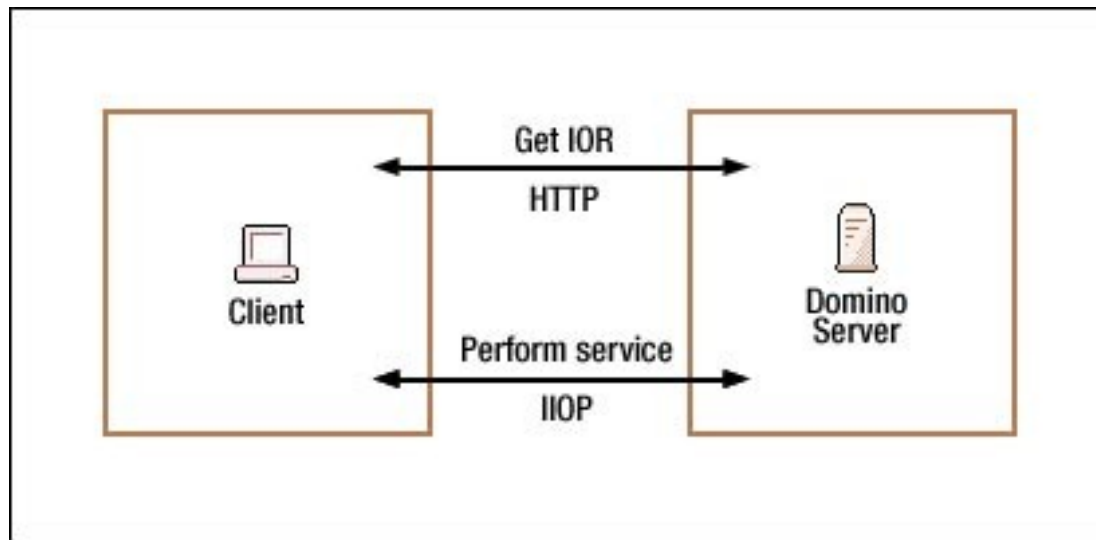 Get IOR
HTTP
Client
Domino
Server
Perform service
IIOP